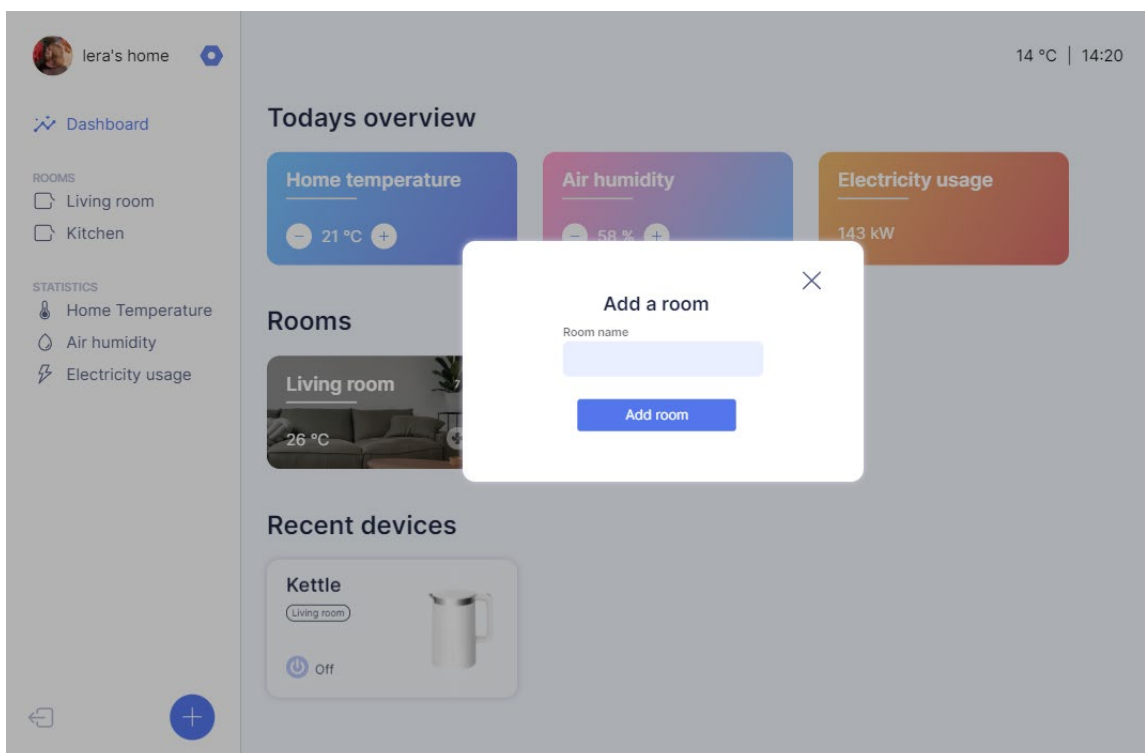 lera's home
14 °C | 14:20
Dashboard
ROOMS
Living room
Kitchen
STATISTICS
Home Temperature
Air humidity
Electricity usage
Todays overview
Home temperature
21 °C
Air humidity
58 %
Electricity usage
143 kW
Rooms
Living room
7
26 °C
Add a room
Room name
Add room
Recent devices
Kettle
Living room
Off